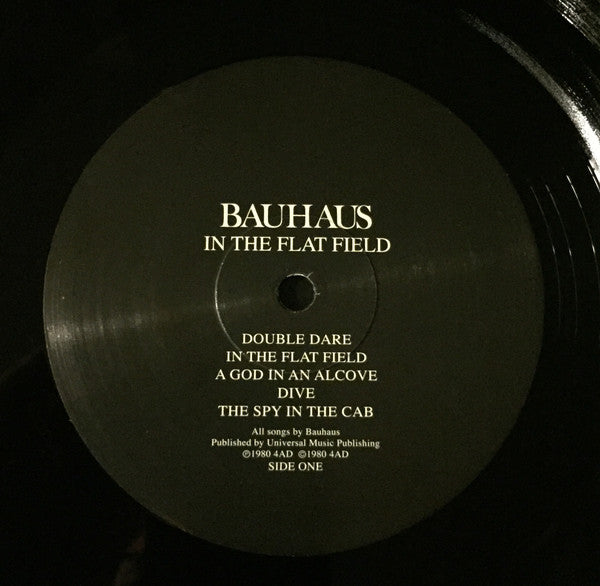 BAUHAUS
IN THE FLAT FIELD
DOUBLE DARE
IN THE FLAT FIELD
A GOD IN AN ALCOVE
DIVE
THE SPY IN THE CAB
All songs by Bauhaus
Published by Universal Music Publishing
℗1980 4AD ©1980 4AD
SIDE ONE